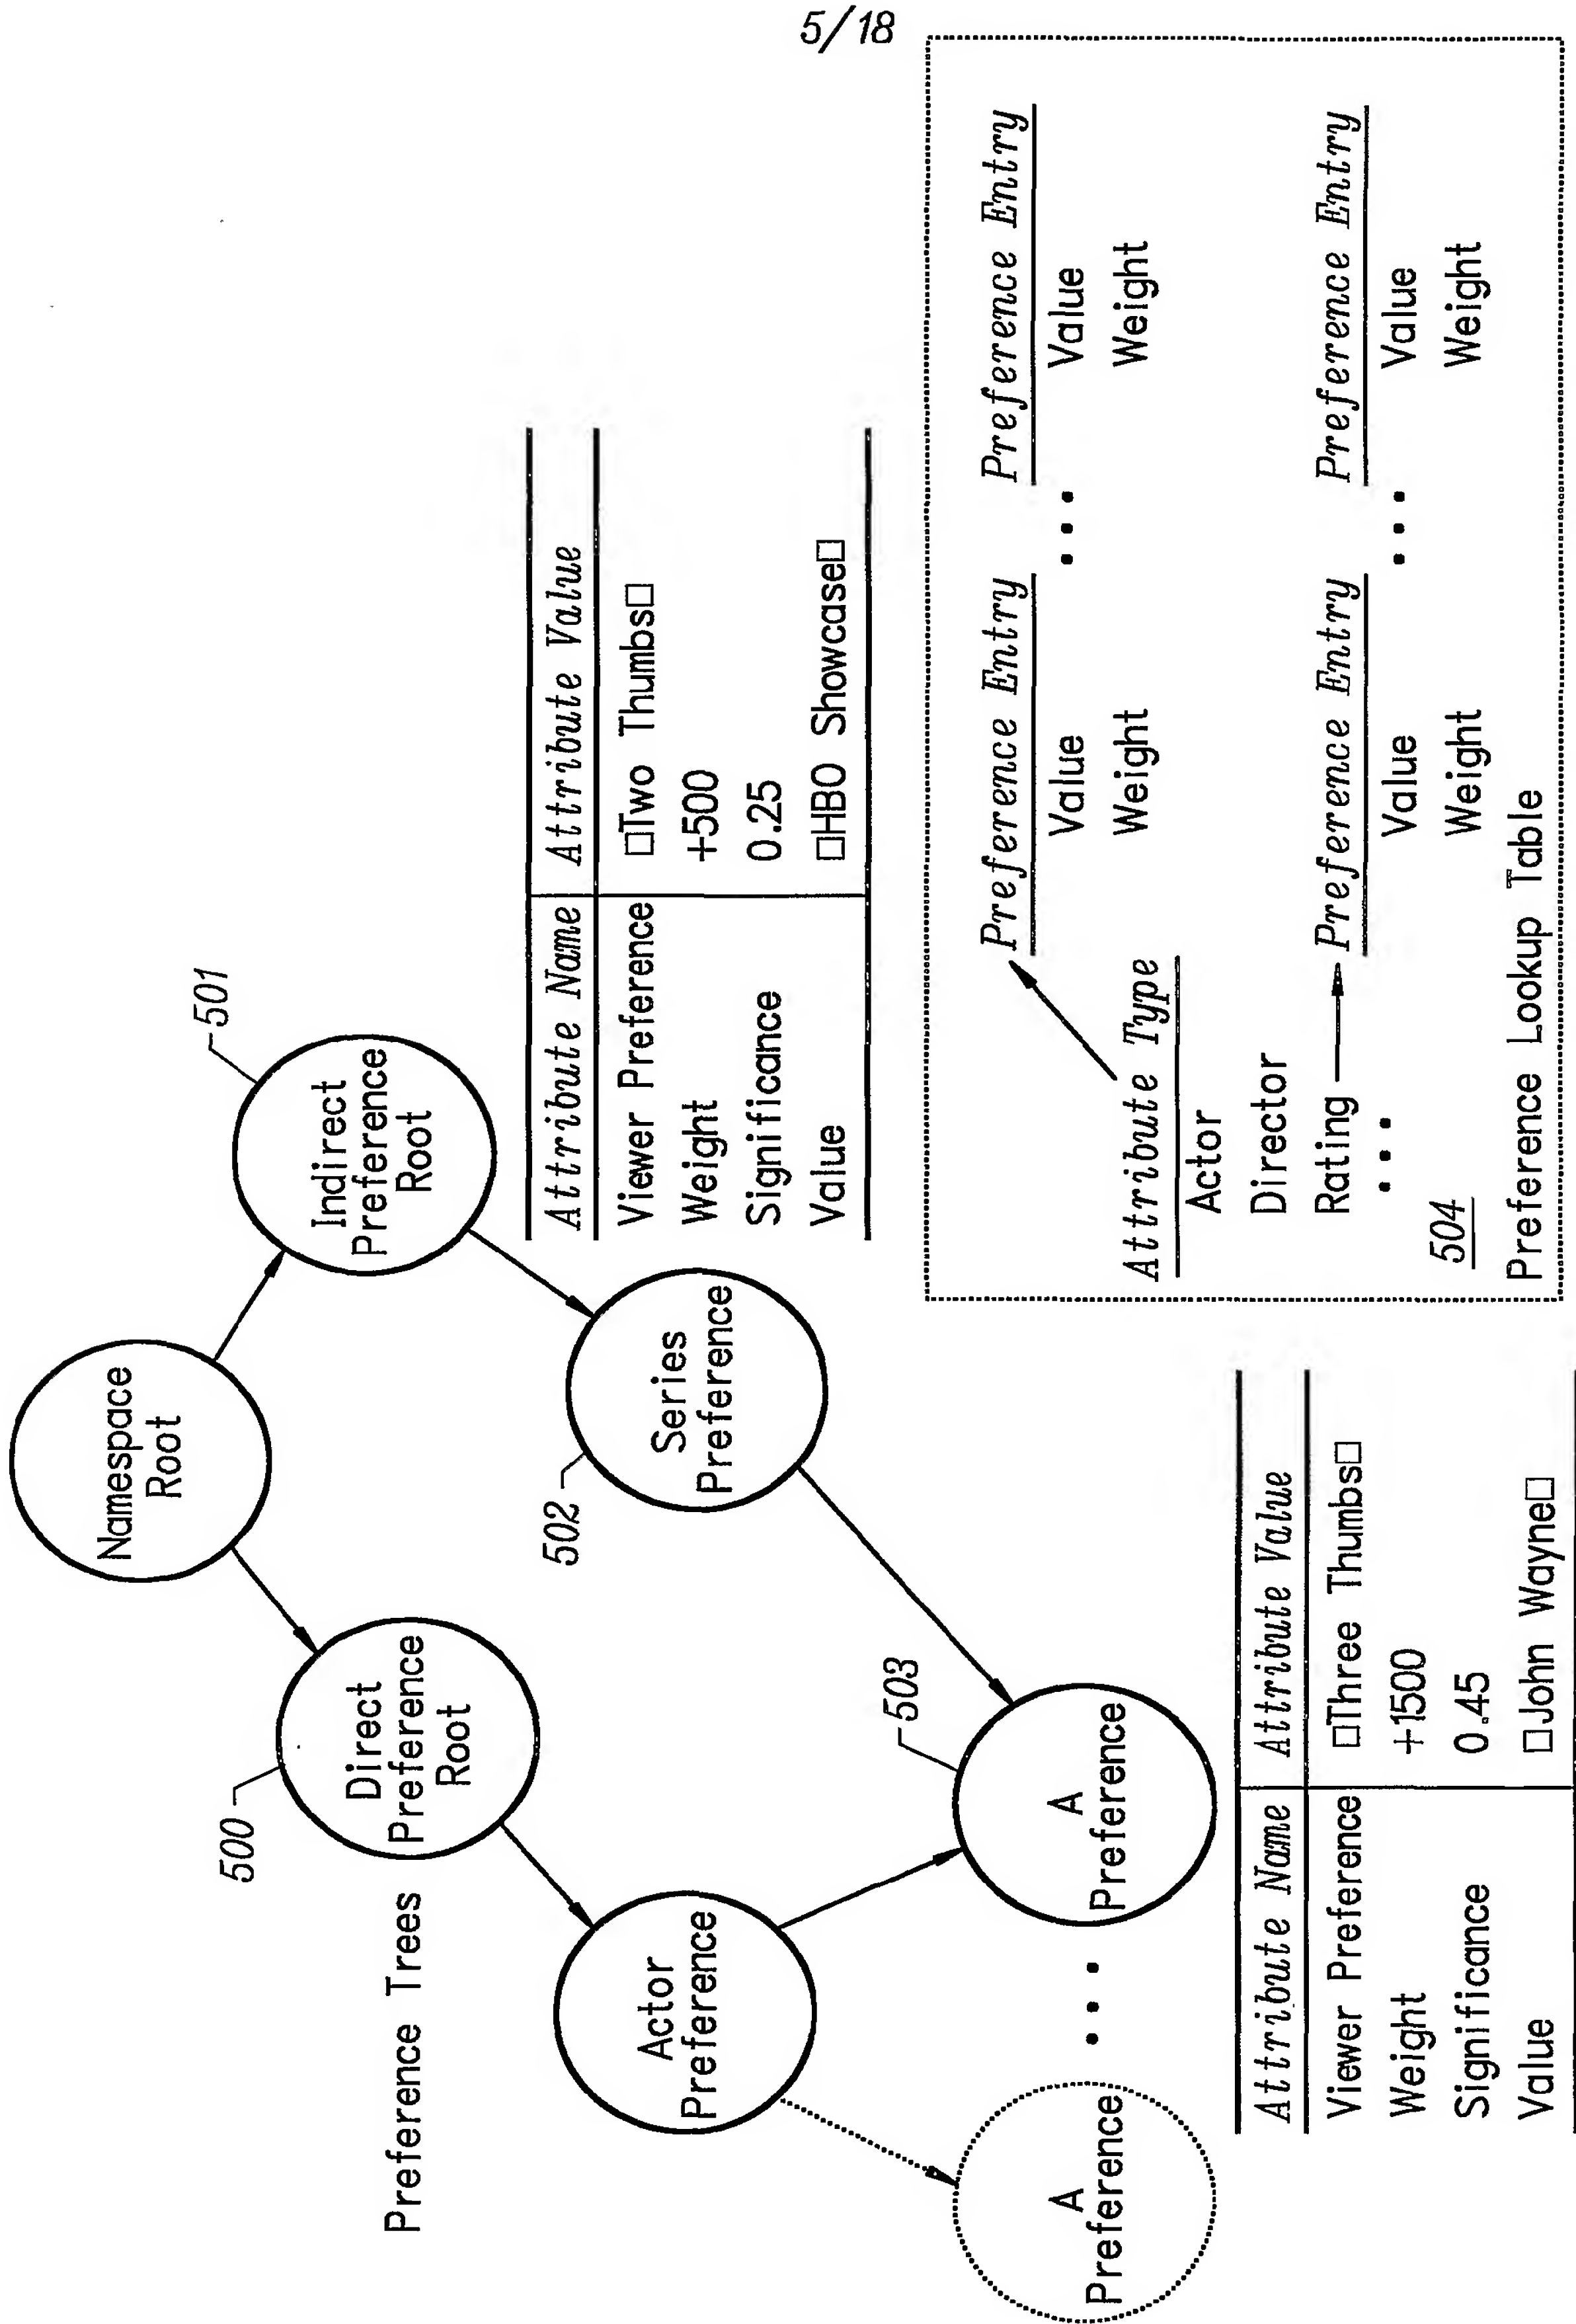 5/18
Namespace
Root
501
Indirect
Preference
Root
500
Direct
Preference
Root
Preference Trees
502
Series
Preference
Actor
Preference
503
A
Preference
• • •
A
Preference
Attribute Name Attribute Value
Viewer Preference □Two Thumbs□
Weight +500
Significance 0.25
Value □HBO Showcase□
Attribute Name Attribute Value
Viewer Preference □Three Thumbs□
Weight +1500
Significance 0.45
Value □John Wayne□
Preference Entry Preference Entry
Value • • • Value
Weight Weight
Attribute Type
Actor
Director
Rating Preference Entry Preference Entry
• • • Value • • • Value
Weight Weight
504
Preference Lookup Table